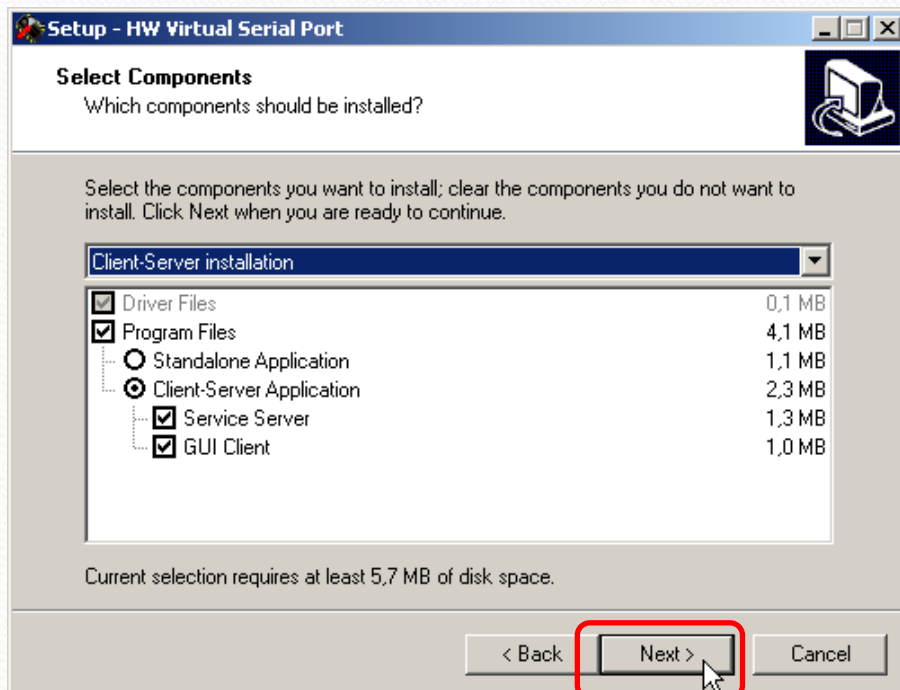 Setup - HW Virtual Serial Port
Select Components
Which components should be installed?
Select the components you want to install; clear the components you do not want to
install. Click Next when you are ready to continue.
Client-Server installation
Driver Files 0,1 MB
Program Files 4,1 MB
Standalone Application 1,1 MB
Client-Server Application 2,3 MB
Service Server 1,3 MB
GUI Client 1,0 MB
Current selection requires at least 5,7 MB of disk space.
< Back Next > Cancel